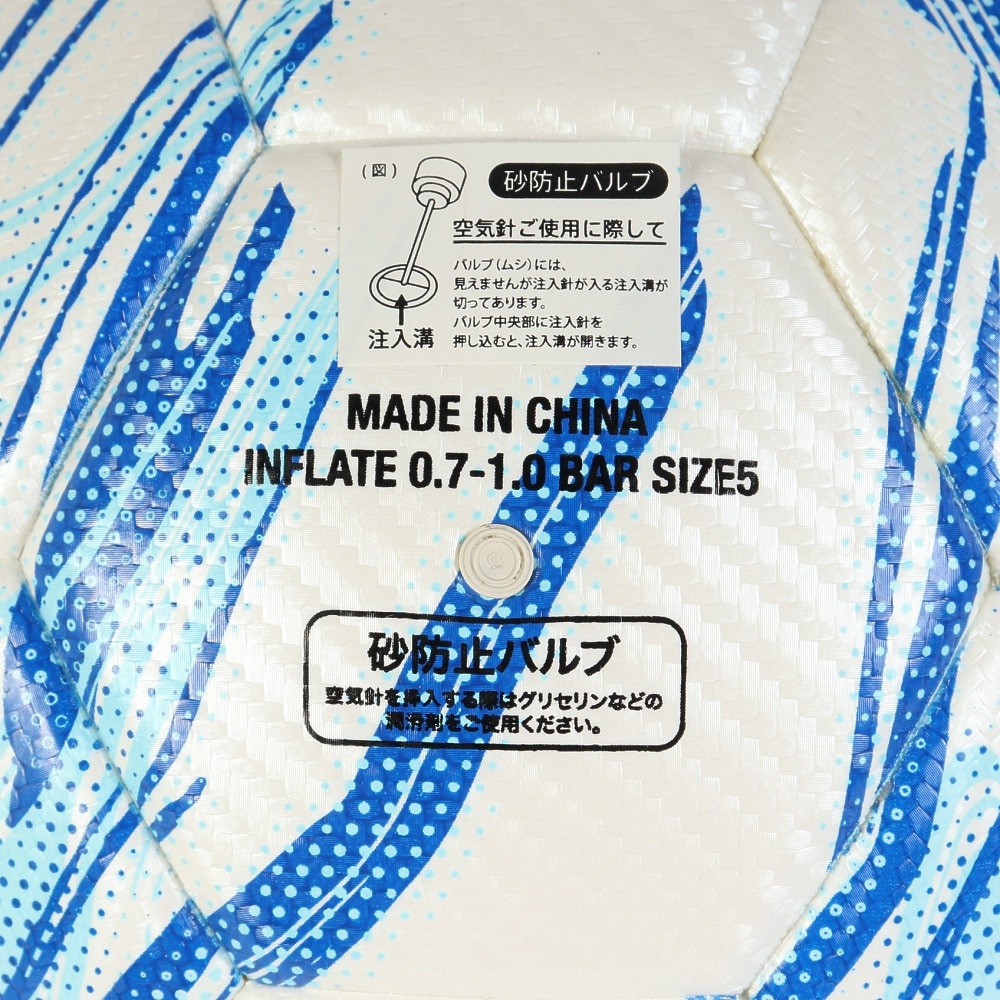 (図)
砂防止バルブ
空気針ご使用に際して
バルブ(ムシ)には、
見えませんが注入針が入る注入溝が
切ってあります。
バルブ中央部に注入針を
押し込むと、注入溝が開きます。
注入溝
MADE IN CHINA
INFLATE 0.7-1.0 BAR SIZE5
砂防止バルブ
空気針を挿入する際はグリセリンなどの
潤滑剤をご使用ください。